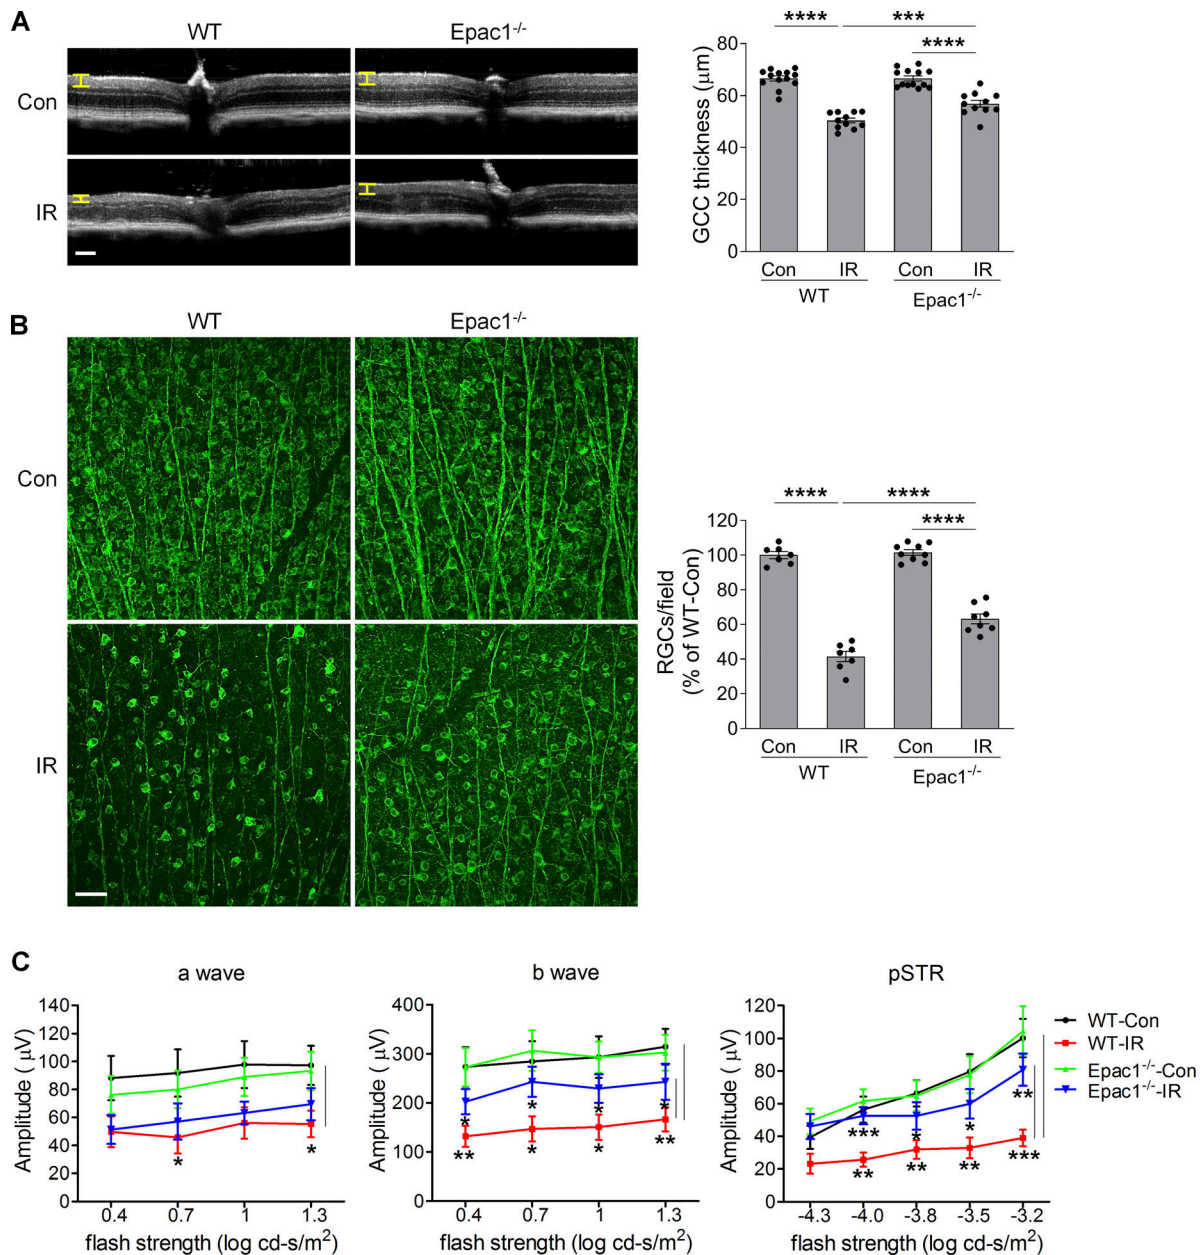 A
WT
Epac1-/-
Con
IR
**** ***
****
GCC thickness (μm)
80
60
40
20
0
Con IR Con IR
WT Epac1-/-
B
WT
Epac1-/-
Con
IR
**** ****
****
RGCs/field
(% of WT-Con)
120
100
80
60
40
20
0
Con IR Con IR
WT Epac1-/-
C
a wave
Amplitude (μV)
140
120
100
80
60
40
20
0
* *
0.4 0.7 1 1.3
flash strength (log cd-s/m2)
b wave
Amplitude (μV)
400
300
200
100
0
* * * *
** * * **
0.4 0.7 1 1.3
flash strength (log cd-s/m2)
pSTR
Amplitude (μV)
120
100
80
60
40
20
0
*** * * **
** ** ** ***
-4.3 -4.0 -3.8 -3.5 -3.2
flash strength (log cd-s/m2)
WT-Con
WT-IR
Epac1-/--Con
Epac1-/--IR